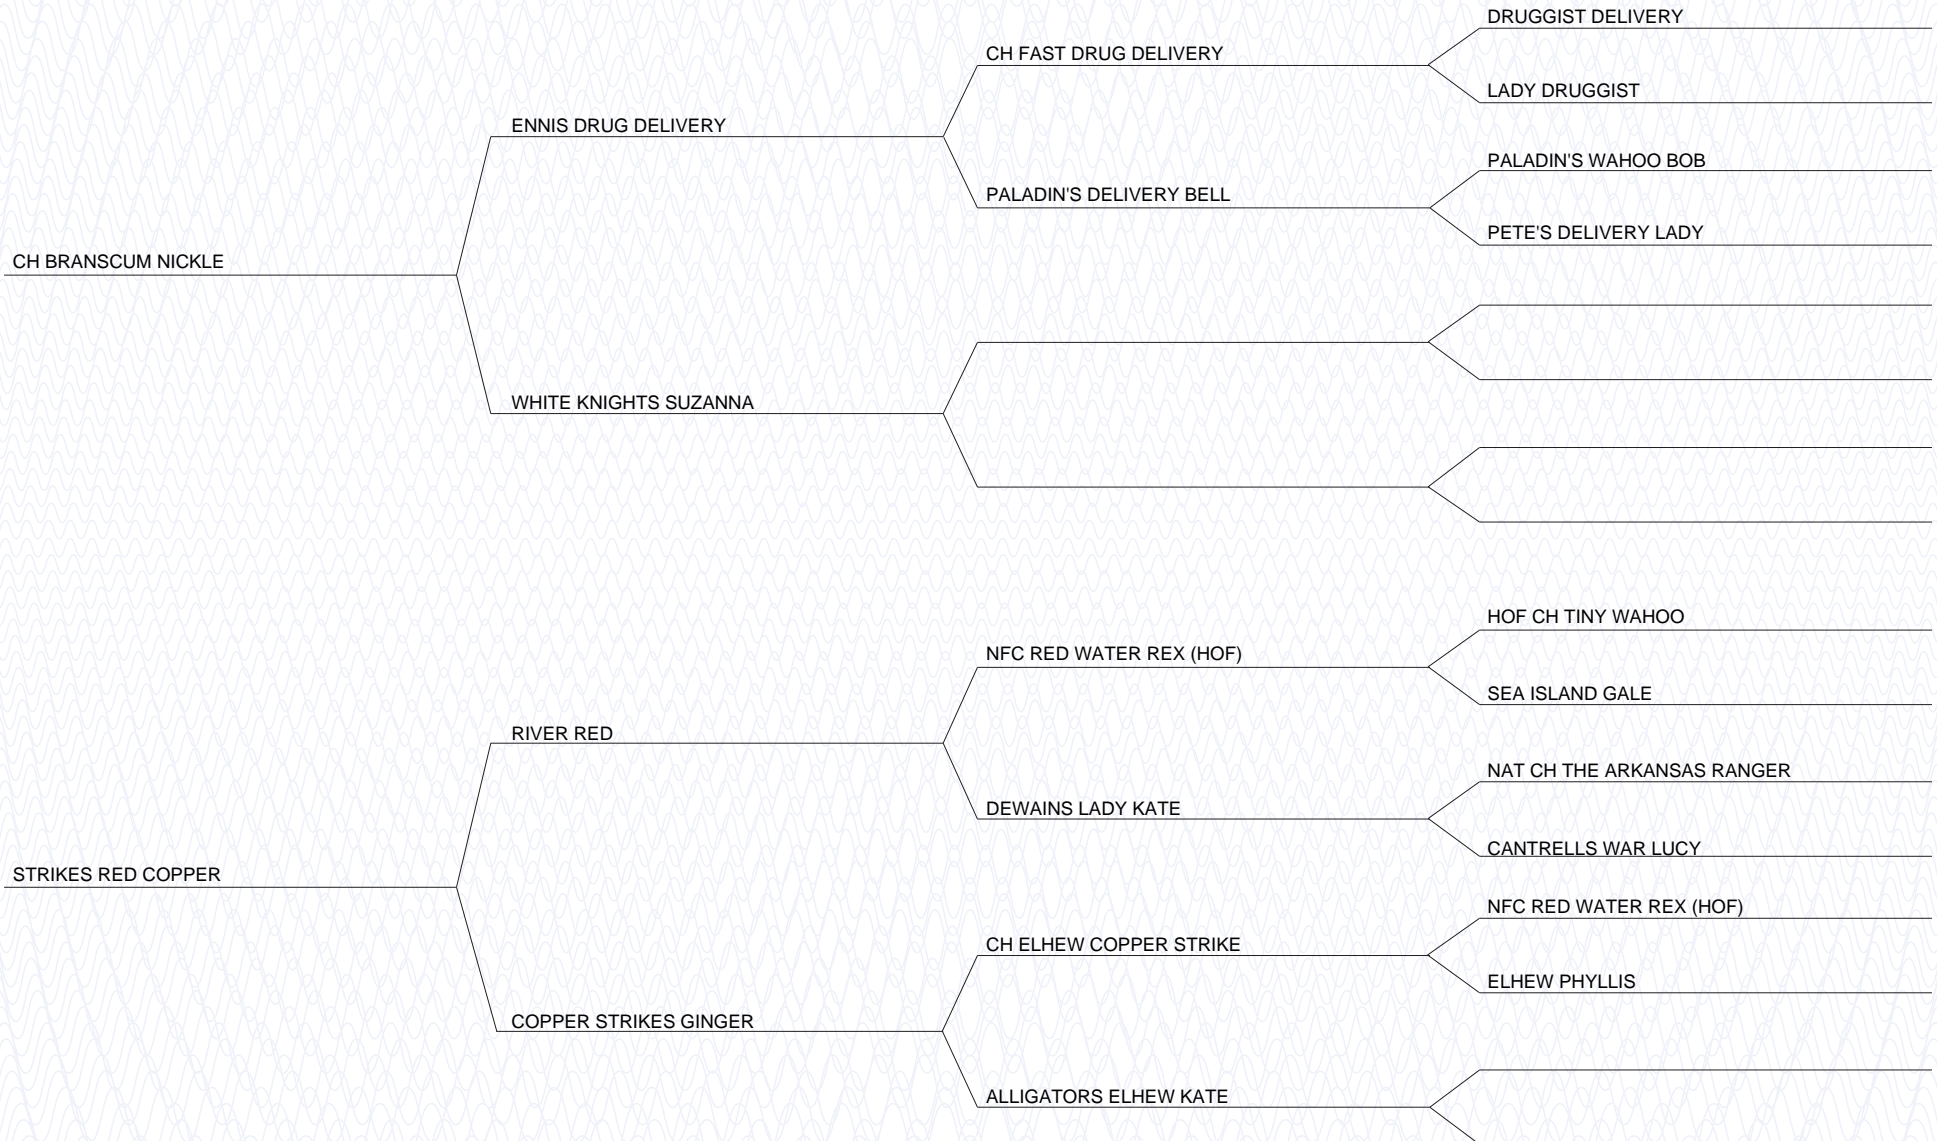 DRUGGIST DELIVERY
CH FAST DRUG DELIVERY
LADY DRUGGIST
ENNIS DRUG DELIVERY
PALADIN'S WAHOO BOB
PALADIN'S DELIVERY BELL
PETE'S DELIVERY LADY
CH BRANSCUM NICKLE
WHITE KNIGHTS SUZANNA
HOF CH TINY WAHOO
NFC RED WATER REX (HOF)
SEA ISLAND GALE
RIVER RED
NAT CH THE ARKANSAS RANGER
DEWAINS LADY KATE
CANTRELLS WAR LUCY
STRIKES RED COPPER
NFC RED WATER REX (HOF)
CH ELHEW COPPER STRIKE
ELHEW PHYLLIS
COPPER STRIKES GINGER
ALLIGATORS ELHEW KATE